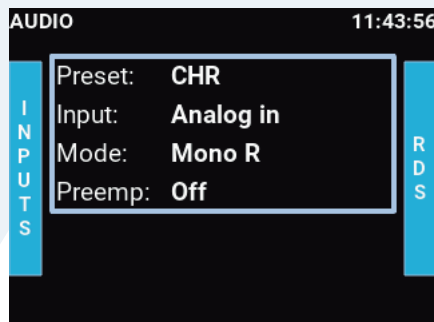 AUDIO 11:43:56
INPUTS
Preset: CHR
Input: Analog in
Mode: Mono R
Preemp: Off
RDS